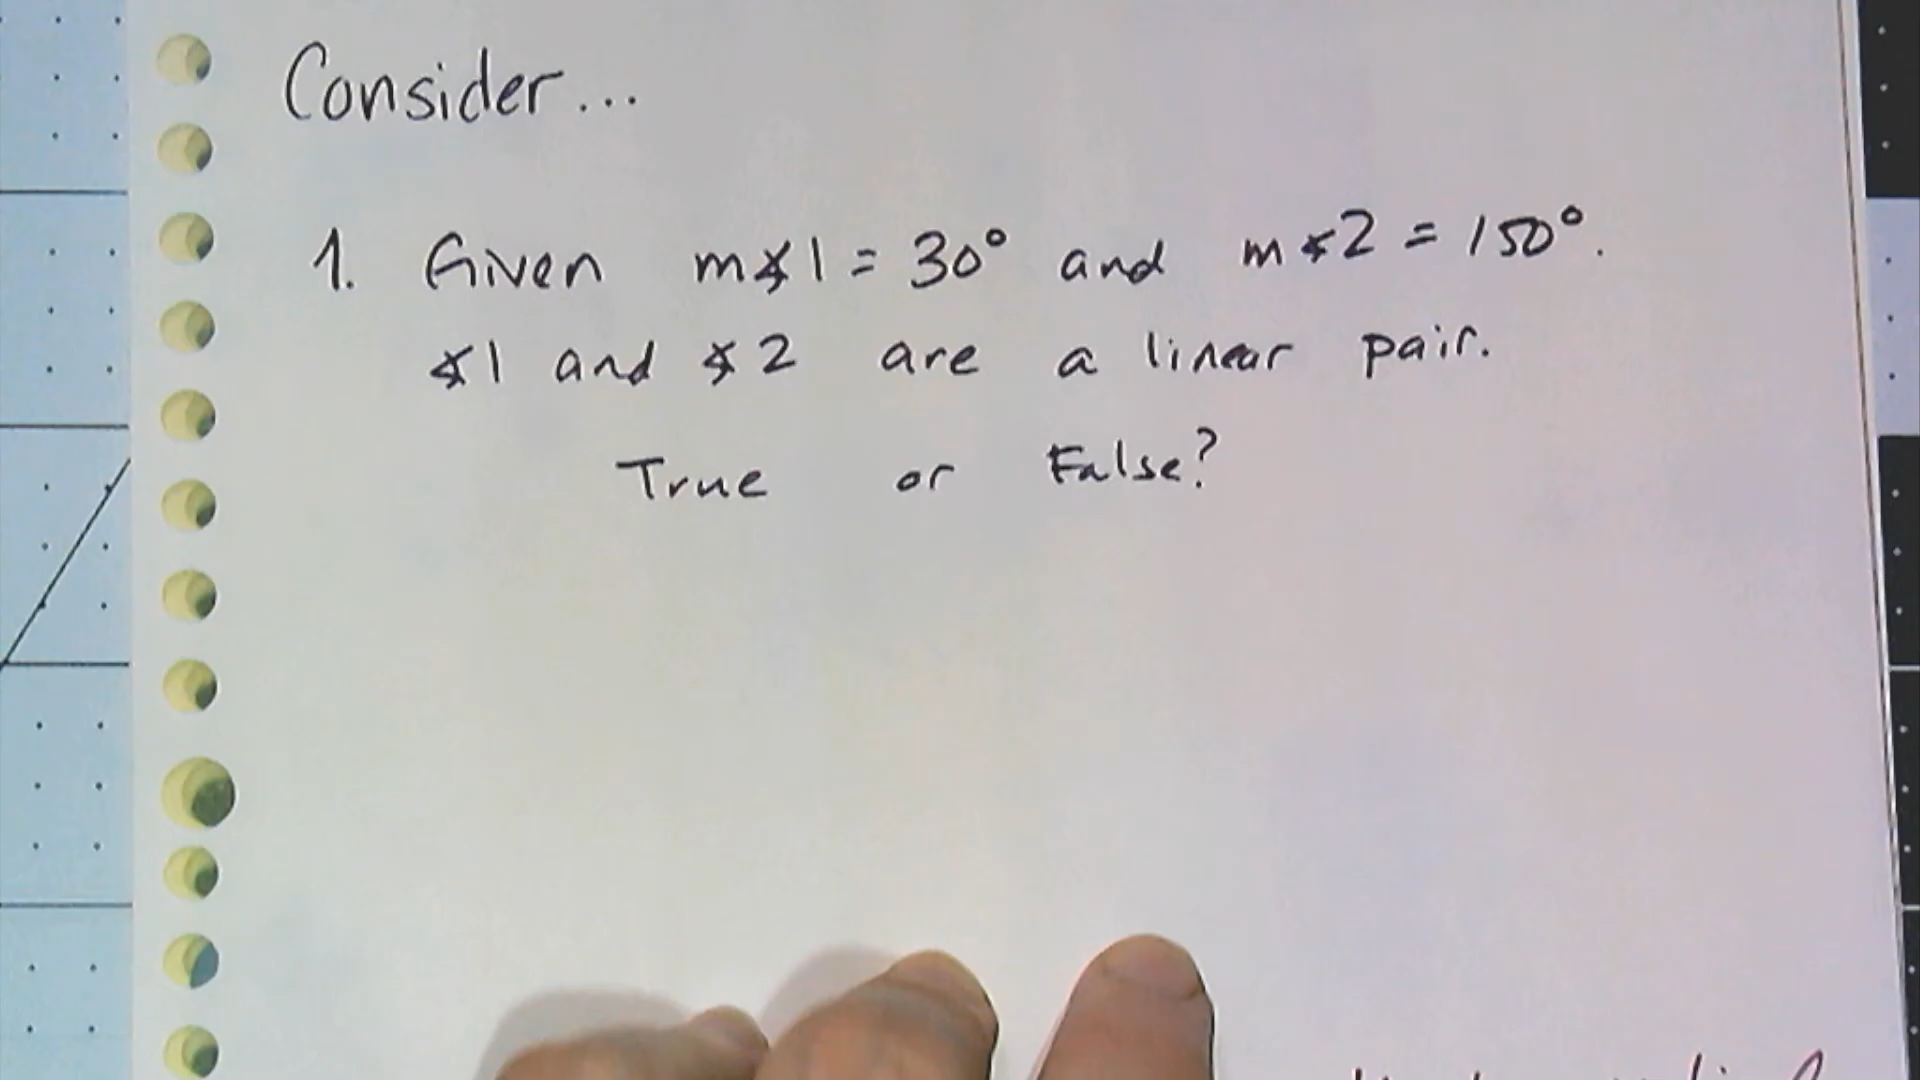 Consider...
1. Given m∡1 = 30° and m∡2 = 150°.
∡1 and ∡2 are a linear pair.
True or False?